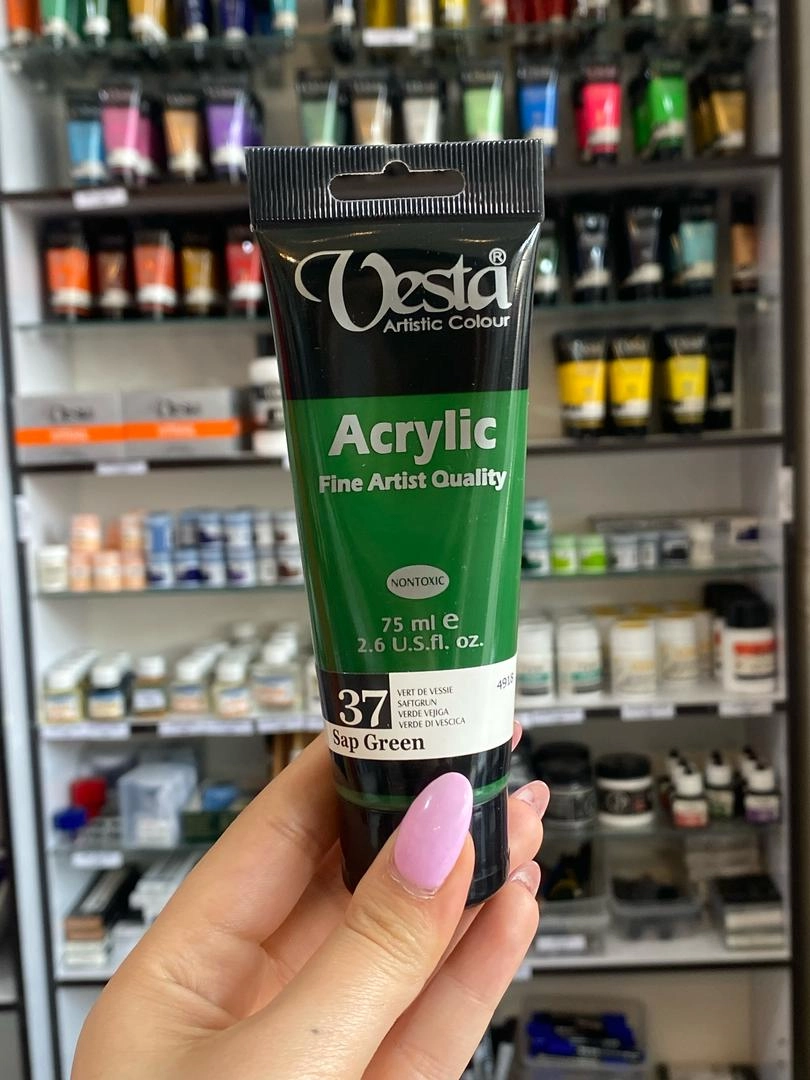 Vesta®
Artistic Colour
Acrylic
Fine Artist Quality
NONTOXIC
75 ml e
2.6 U.S.fl. oz.
37
VERT DE VESSIE
SAFTGRUN
VERDE VEJIGA
VERDE DI VESCICA
4918
Sap Green